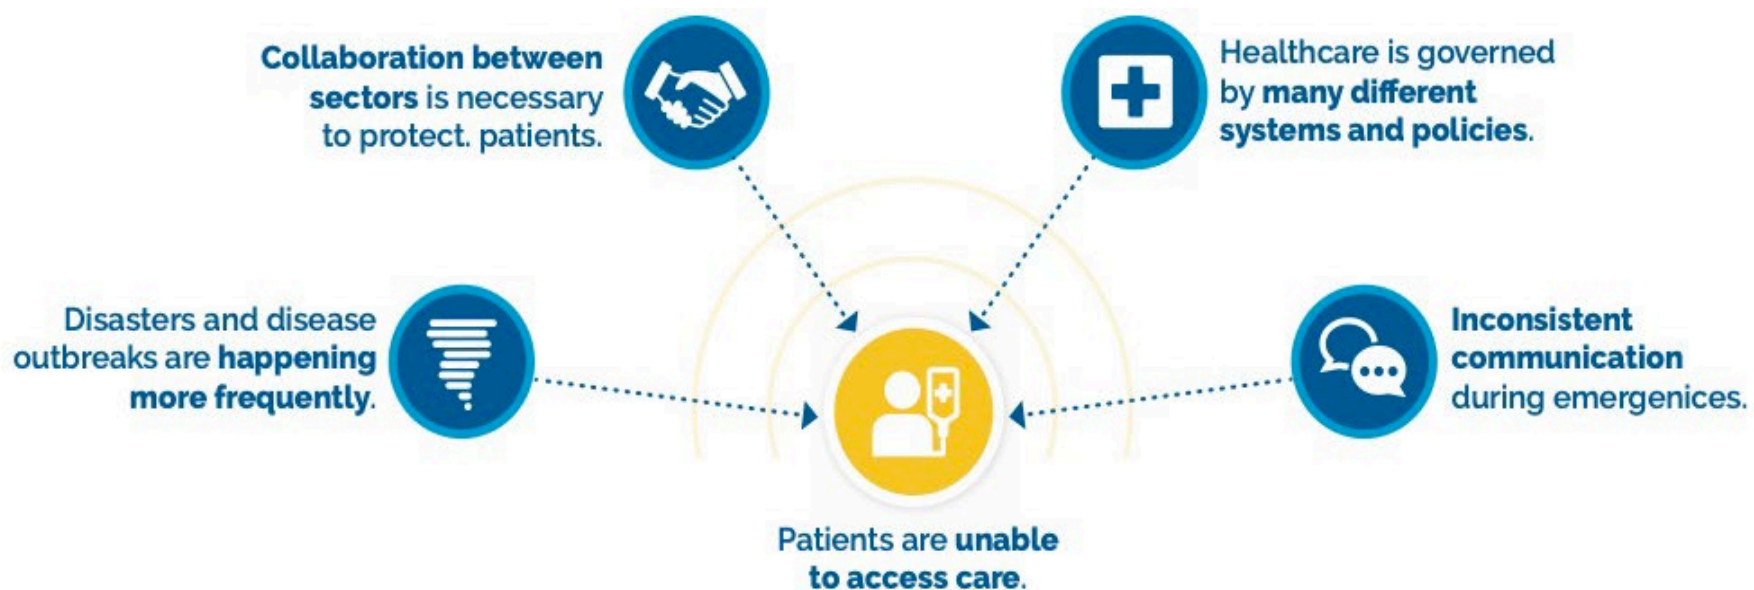 Collaboration between
sectors is necessary
to protect. patients.
Healthcare is governed
by many different
systems and policies.
Disasters and disease
outbreaks are happening
more frequently.
Inconsistent
communication
during emergenices.
Patients are unable
to access care.